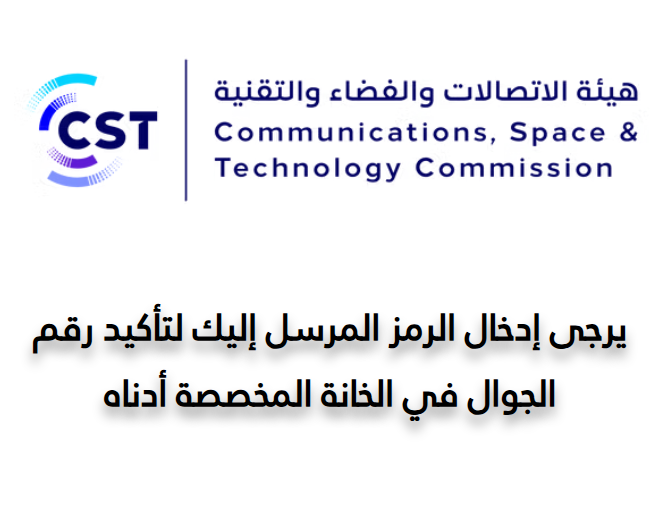 هيئة الاتصالات والفضاء والتقنية
CST
Communications, Space &
Technology Commission
يرجى إدخال الرمز المرسل إليك لتأكيد رقم
الجوال في الخانة المخصصة أدناه